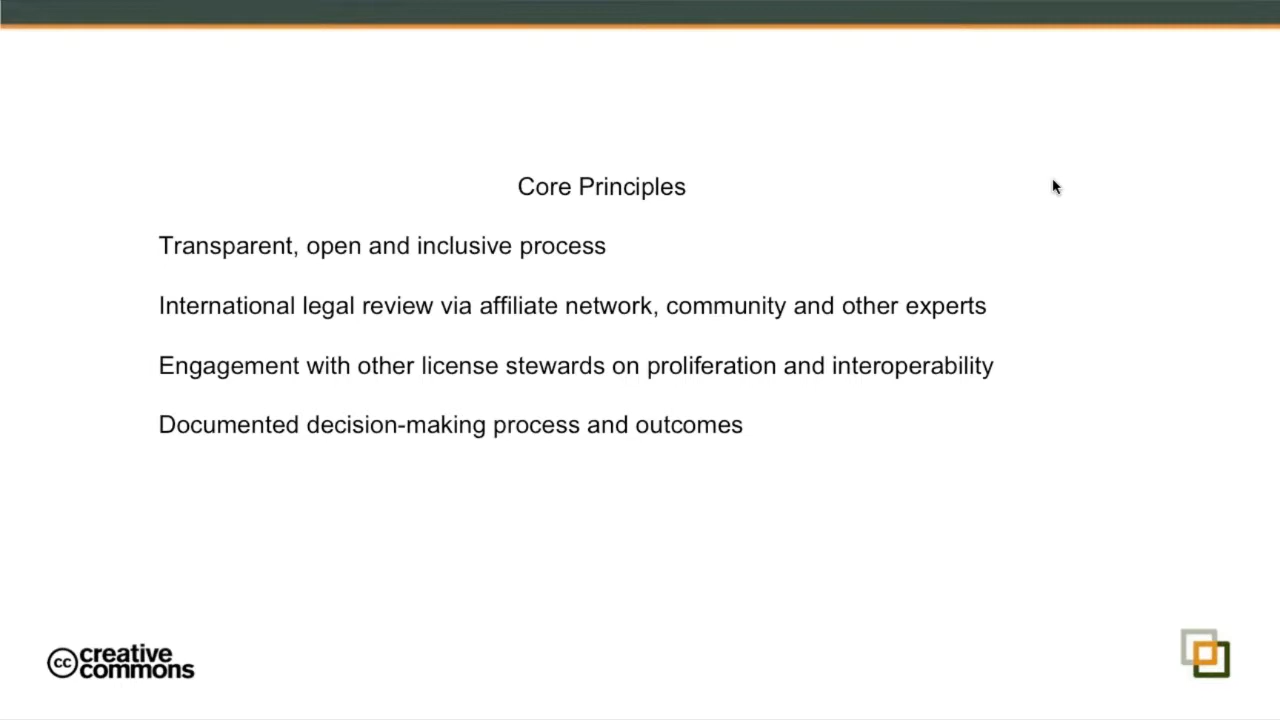 Core Principles
Transparent, open and inclusive process
International legal review via affiliate network, community and other experts
Engagement with other license stewards on proliferation and interoperability
Documented decision-making process and outcomes
cc creative
commons